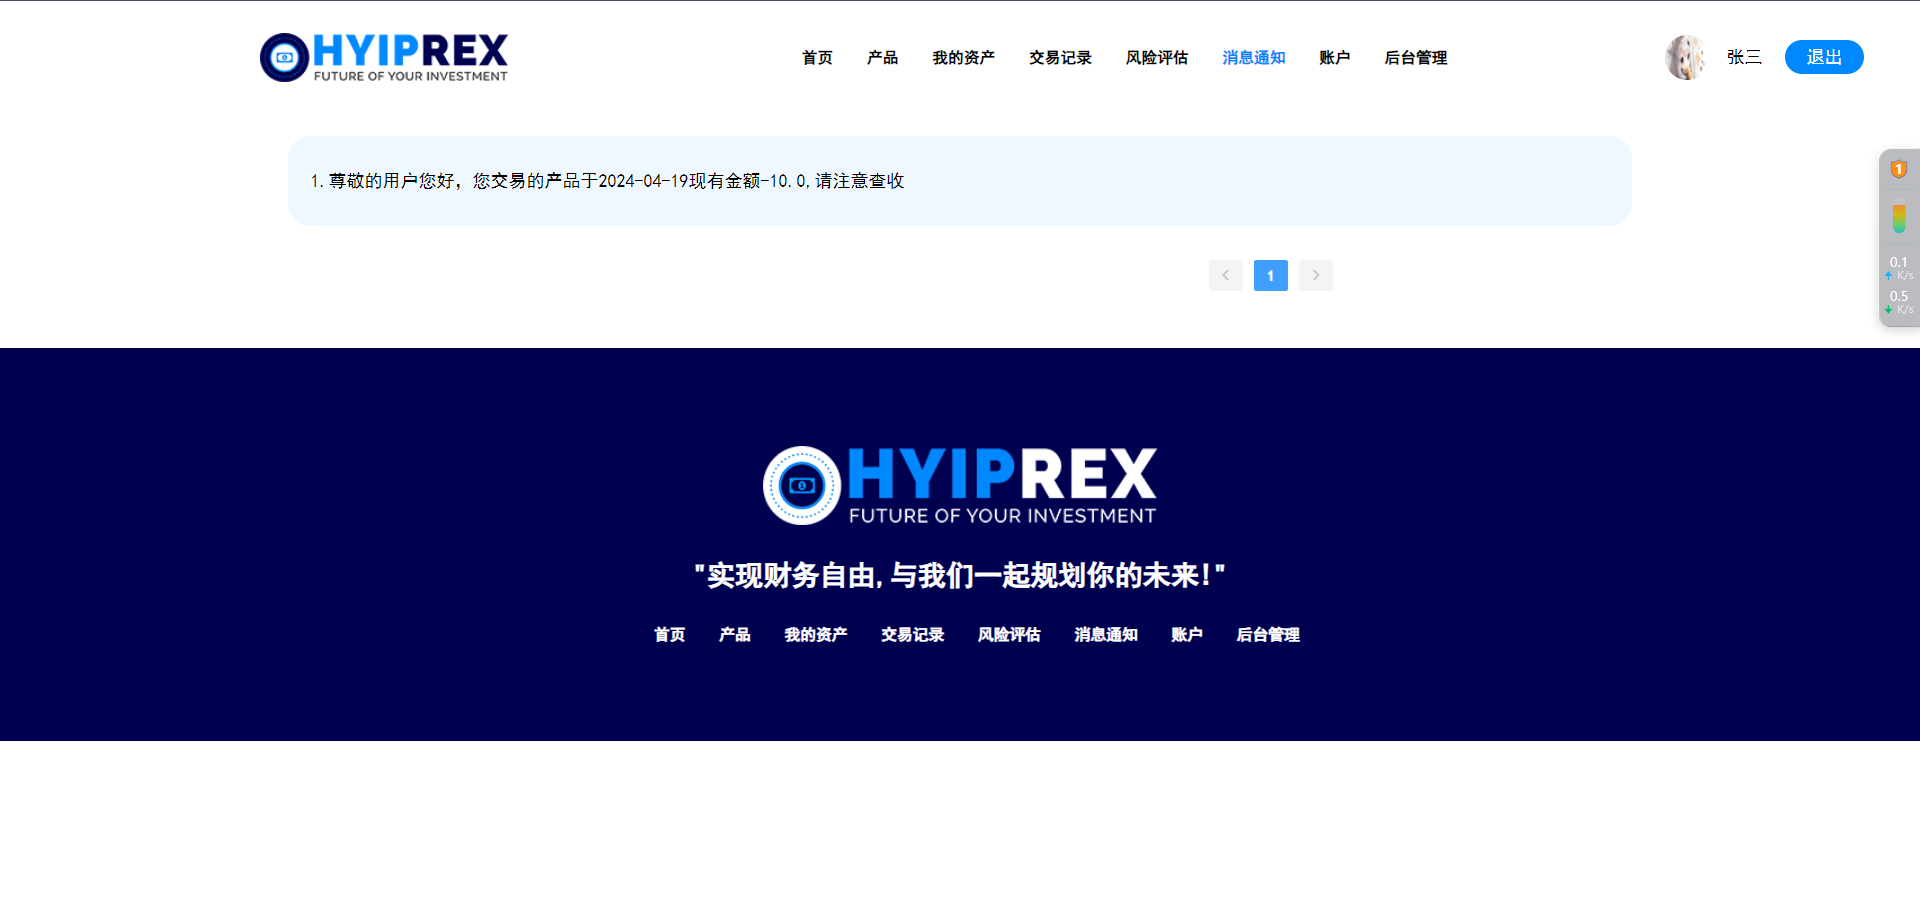 HYIPREX
FUTURE OF YOUR INVESTMENT
首页 产品 我的资产 交易记录 风险评估 消息通知 账户 后台管理
张三 退出
1.尊敬的用户您好，您交易的产品于2024-04-19现有金额-10.0,请注意查收
1
1
0.1
K/s
0.5
K/s
HYIPREX
FUTURE OF YOUR INVESTMENT
"实现财务自由,与我们一起规划你的未来!"
首页 产品 我的资产 交易记录 风险评估 消息通知 账户 后台管理